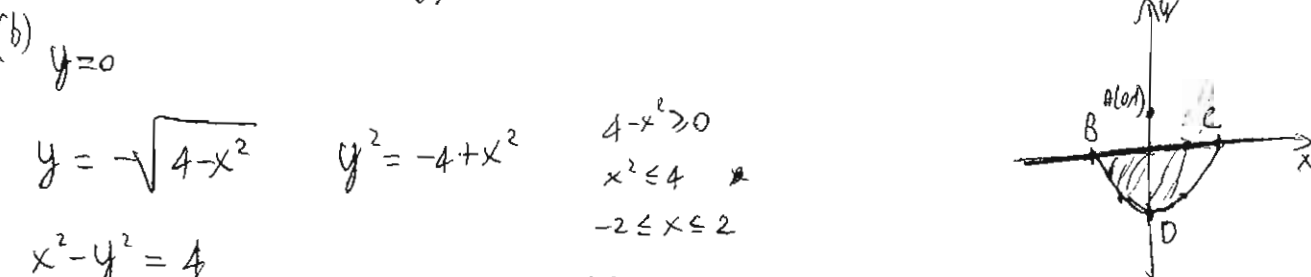 (b) y=0
y = -√(4-x²)   y² = -4+x²   4-x² ≥ 0
x² ≤ 4
-2 ≤ x ≤ 2
x² - y² = 4
y
A(0,1)
B   C
x
D